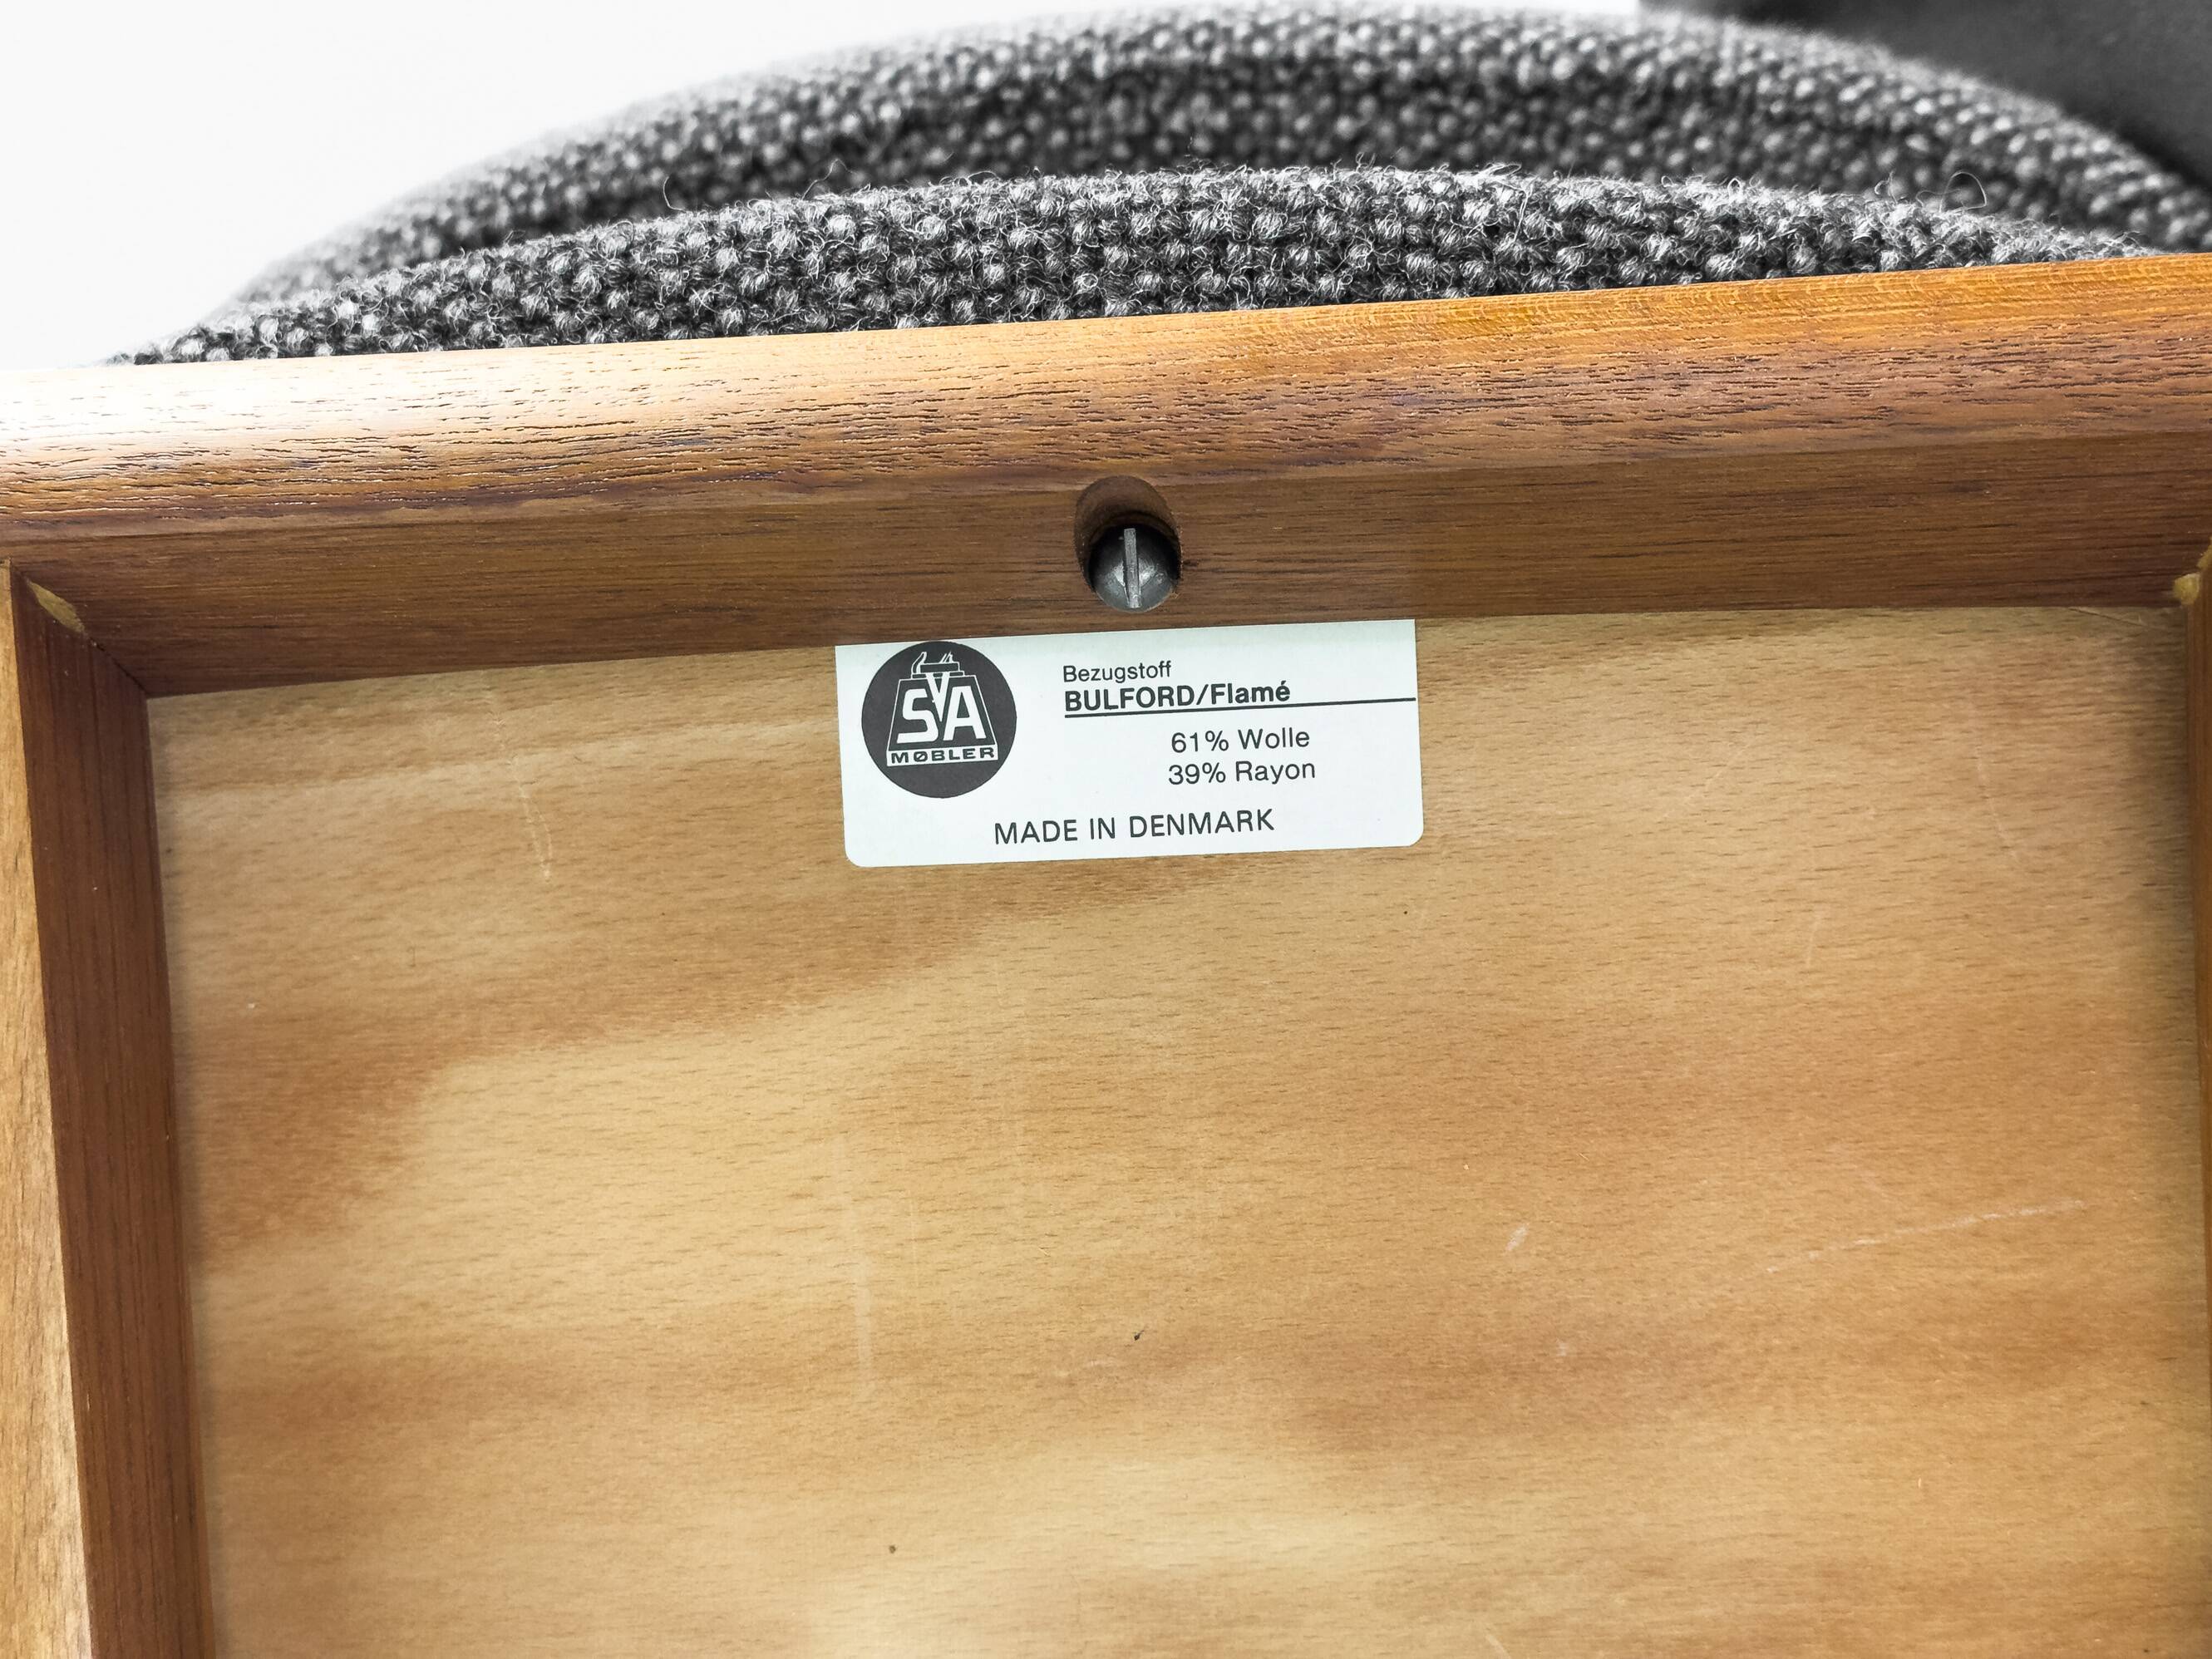 SVA
MØBLER
Bezugstoff
BULFORD/Flamé
61% Wolle
39% Rayon
MADE IN DENMARK